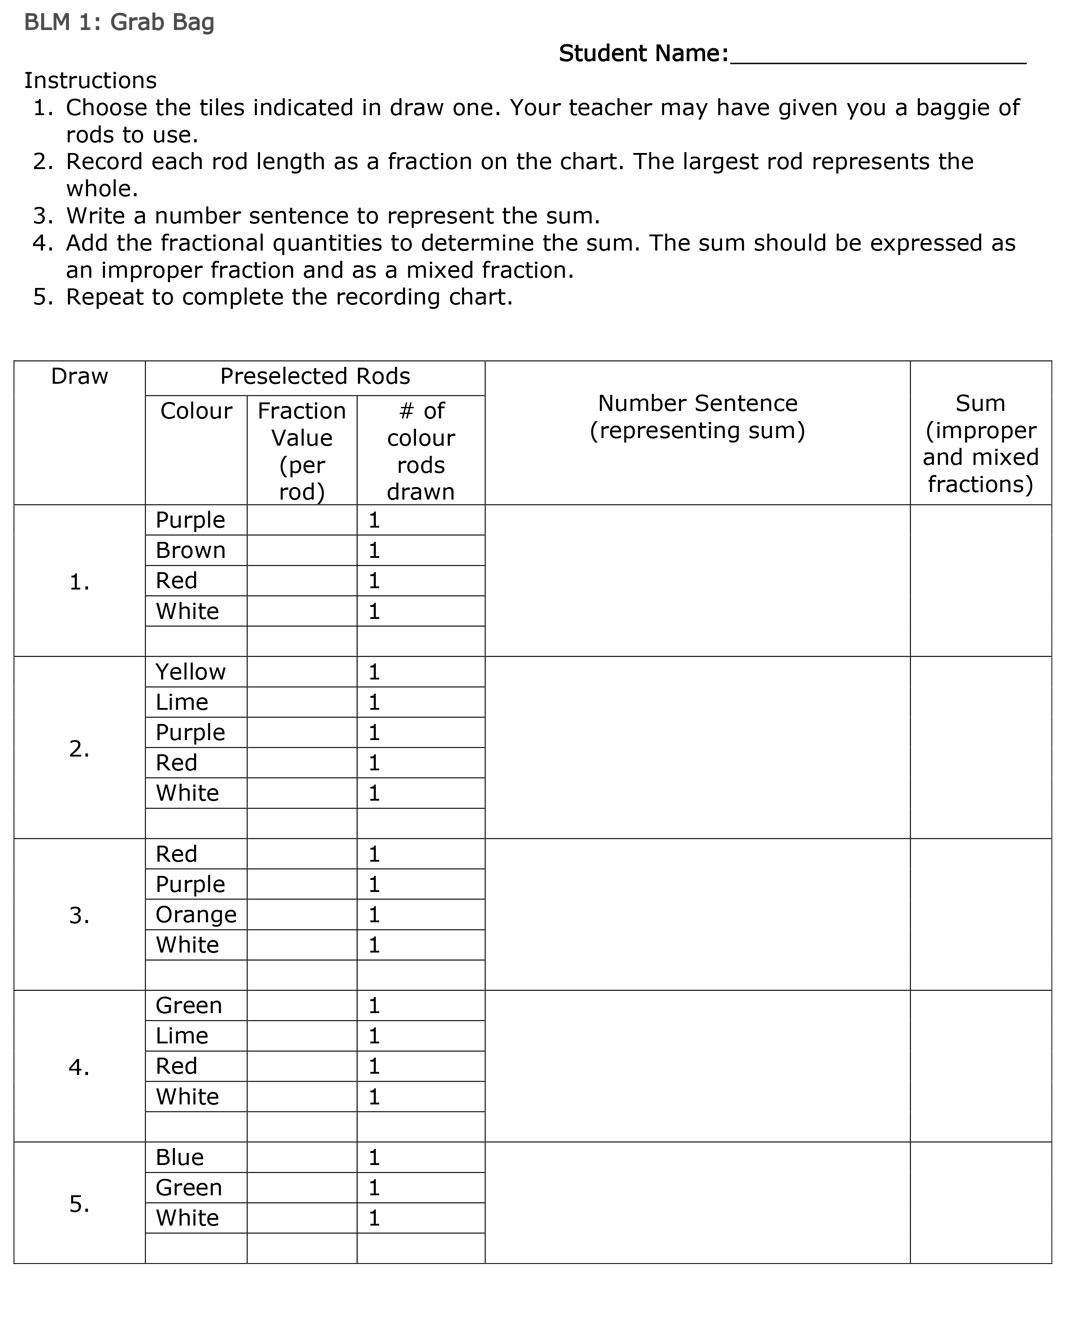 BLM 1: Grab Bag
Student Name:
Instructions
1. Choose the tiles indicated in draw one. Your teacher may have given you a baggie of
rods to use.
2. Record each rod length as a fraction on the chart. The largest rod represents the
whole.
3. Write a number sentence to represent the sum.
4. Add the fractional quantities to determine the sum. The sum should be expressed as
an improper fraction and as a mixed fraction.
5. Repeat to complete the recording chart.
Draw
Preselected Rods
Colour
Fraction
Value
(per
rod)
# of
colour
rods
drawn
Number Sentence
(representing sum)
Sum
(improper
and mixed
fractions)
1.
Purple 1
Brown 1
Red 1
White 1
2.
Yellow 1
Lime 1
Purple 1
Red 1
White 1
3.
Red 1
Purple 1
Orange 1
White 1
4.
Green 1
Lime 1
Red 1
White 1
5.
Blue 1
Green 1
White 1